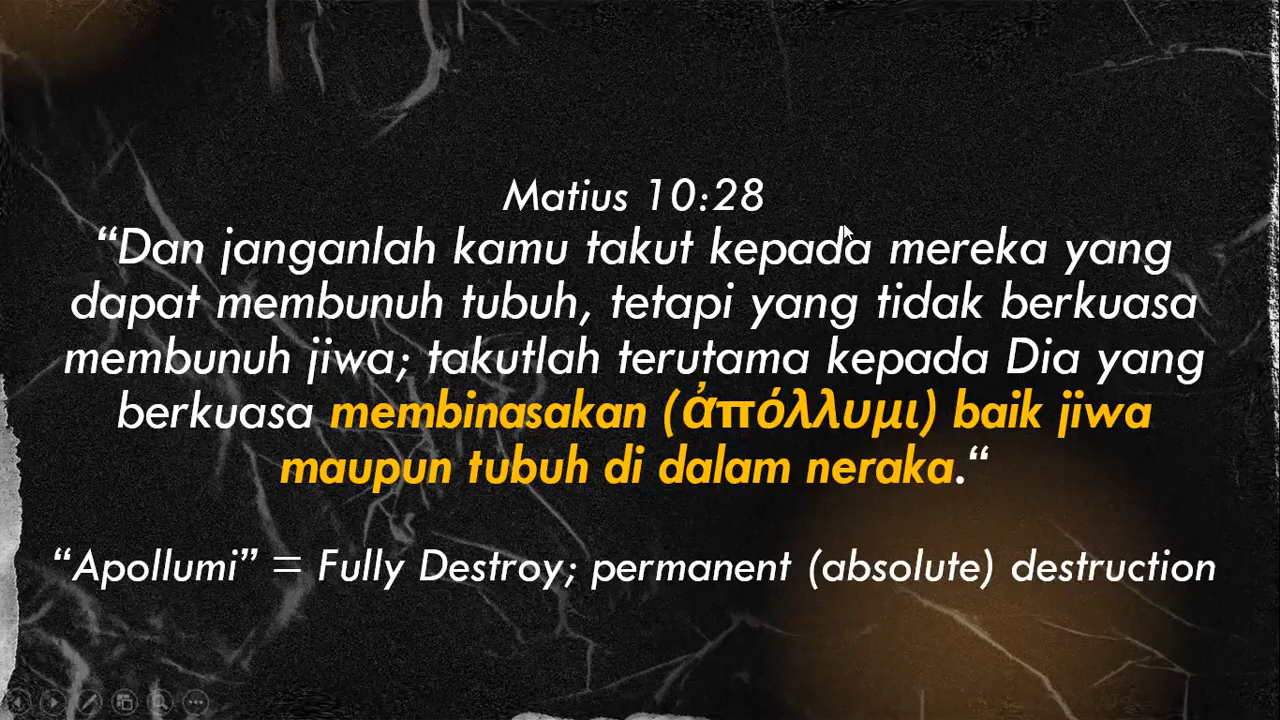 Matius 10:28
“Dan janganlah kamu takut kepada mereka yang
dapat membunuh tubuh, tetapi yang tidak berkuasa
membunuh jiwa; takutlah terutama kepada Dia yang
berkuasa membinasakan (ἀπόλλυμι) baik jiwa
maupun tubuh di dalam neraka.“
“Apollumi” = Fully Destroy; permanent (absolute) destruction